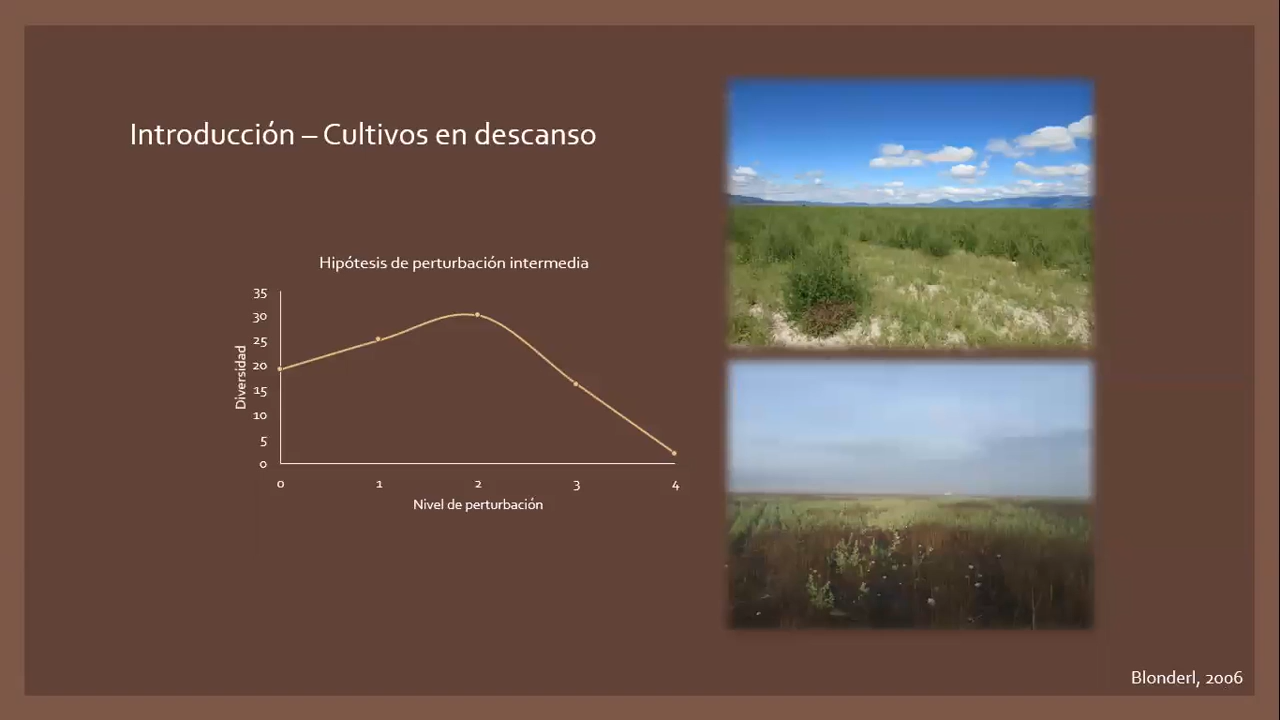 Introducción – Cultivos en descanso
Hipótesis de perturbación intermedia
35
30
25
20
15
10
5
0
Diversidad
0 1 2 3 4
Nivel de perturbación
Blonderl, 2006